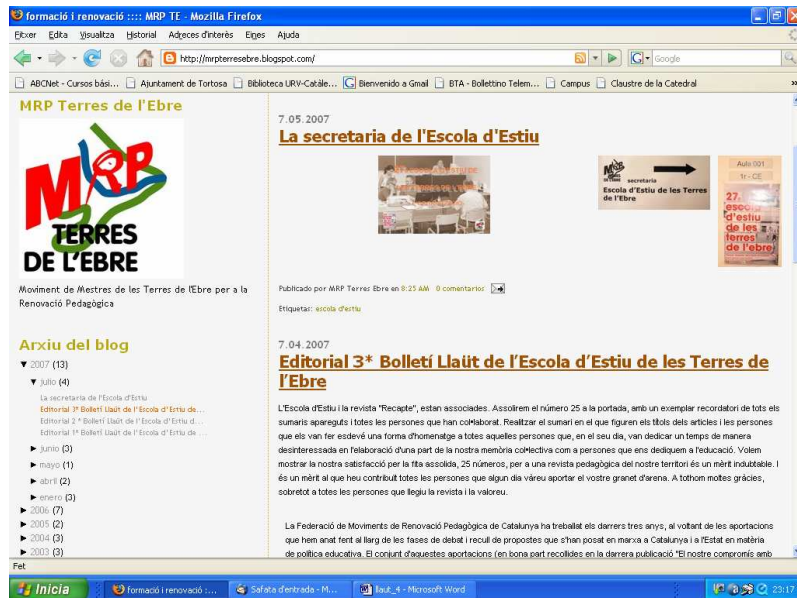 formació i renovació :::: MRP TE - Mozilla Firefox
Fitxer Edita Visualitza Historial Adreces d'interès Eines Ajuda
http://mrpterresebre.blogspot.com/
Google
ABCNet - Cursos bási... Ajuntament de Tortosa Biblioteca URV-Catàle... Bienvenido a Gmail BTA - Bollettino Telem... Campus Claustre de la Catedral
MRP Terres de l'Ebre
MRP
TERRES
DE L'EBRE
Moviment de Mestres de les Terres de l'Ebre per a la
Renovació Pedagògica
Arxiu del blog
▼ 2007 (13)
▼ julio (4)
La secretaria de l'Escola d'Estiu
Editorial 3* Bolletí Llaüt de l'Escola d'Estiu de...
Editorial 2 * Bolletí Llaüt de l'Escola d'Estiu d...
Editorial 1* Bolletí Llaüt de l'Escola d'Estiu de ...
► junio (3)
► mayo (1)
► abril (2)
► enero (3)
► 2006 (7)
► 2005 (2)
► 2004 (3)
► 2003 (3)
7.05.2007
La secretaria de l'Escola d'Estiu
MRP secretaria
Escola d'Estiu de les Terres
de l'Ebre
Aula 001
1r - CE
27.
escola
d'estiu
de les
terres
de l'ebre
Publicado por MRP Terres Ebre en 8:25 AM 0 comentarios
Etiquetas: escola d'estiu
7.04.2007
Editorial 3* Bolletí Llaüt de l'Escola d'Estiu de les Terres de
l'Ebre
L'Escola d'Estiu i la revista "Recapte", estan associades. Assolirem el número 25 a la portada, amb un exemplar recordatori de tots els
sumaris apareguts i totes les persones que han col•laborat. Realitzar el sumari en el que figuren els títols dels articles i les persones
que els van fer esdevé una forma d'homenatge a totes aquelles persones que, en el seu dia, van dedicar un temps de manera
desinteressada en l'elaboració d'una part de la nostra memòria col•lectiva com a persones que ens dediquem a l'educació. Volem
mostrar la nostra satisfacció per la fita assolida, 25 números, per a una revista pedagògica del nostre territori és un mèrit indubtable. I
és un mèrit al que heu contribuït totes les persones que algun dia vàreu aportar el vostre granet d'arena. A tothom moltes gràcies,
sobretot a totes les persones que llegiu la revista i la valoreu.
La Federació de Moviments de Renovació Pedagògica de Catalunya ha treballat els darrers tres anys, al voltant de les aportacions
que hem anat fent al llarg de les fases de debat i recull de propostes que s'han posat en marxa a Catalunya i a l'Estat en matèria
de política educativa. El conjunt d'aquestes aportacions (en bona part recollides en la darrera publicació "El nostre compromís amb
Fet
Inicia formació i renovació :... Safata d'entrada - M... llaut_4 - Microsoft Word 23:17